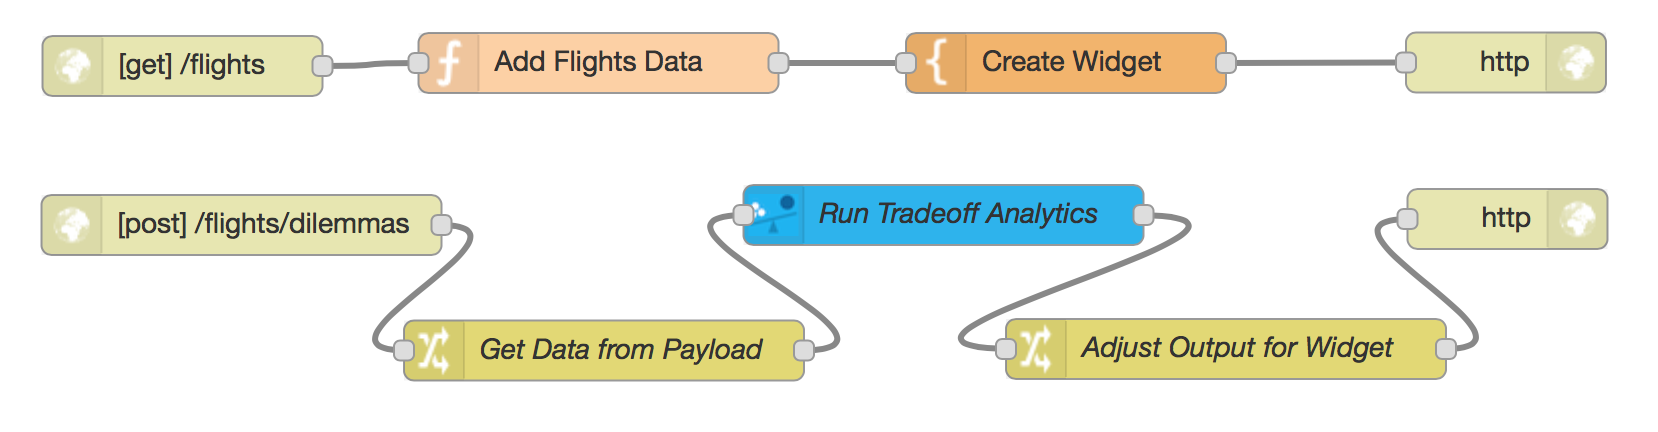 [get] /flights
Add Flights Data
Create Widget
http
[post] /flights/dilemmas
Run Tradeoff Analytics
http
Get Data from Payload
Adjust Output for Widget